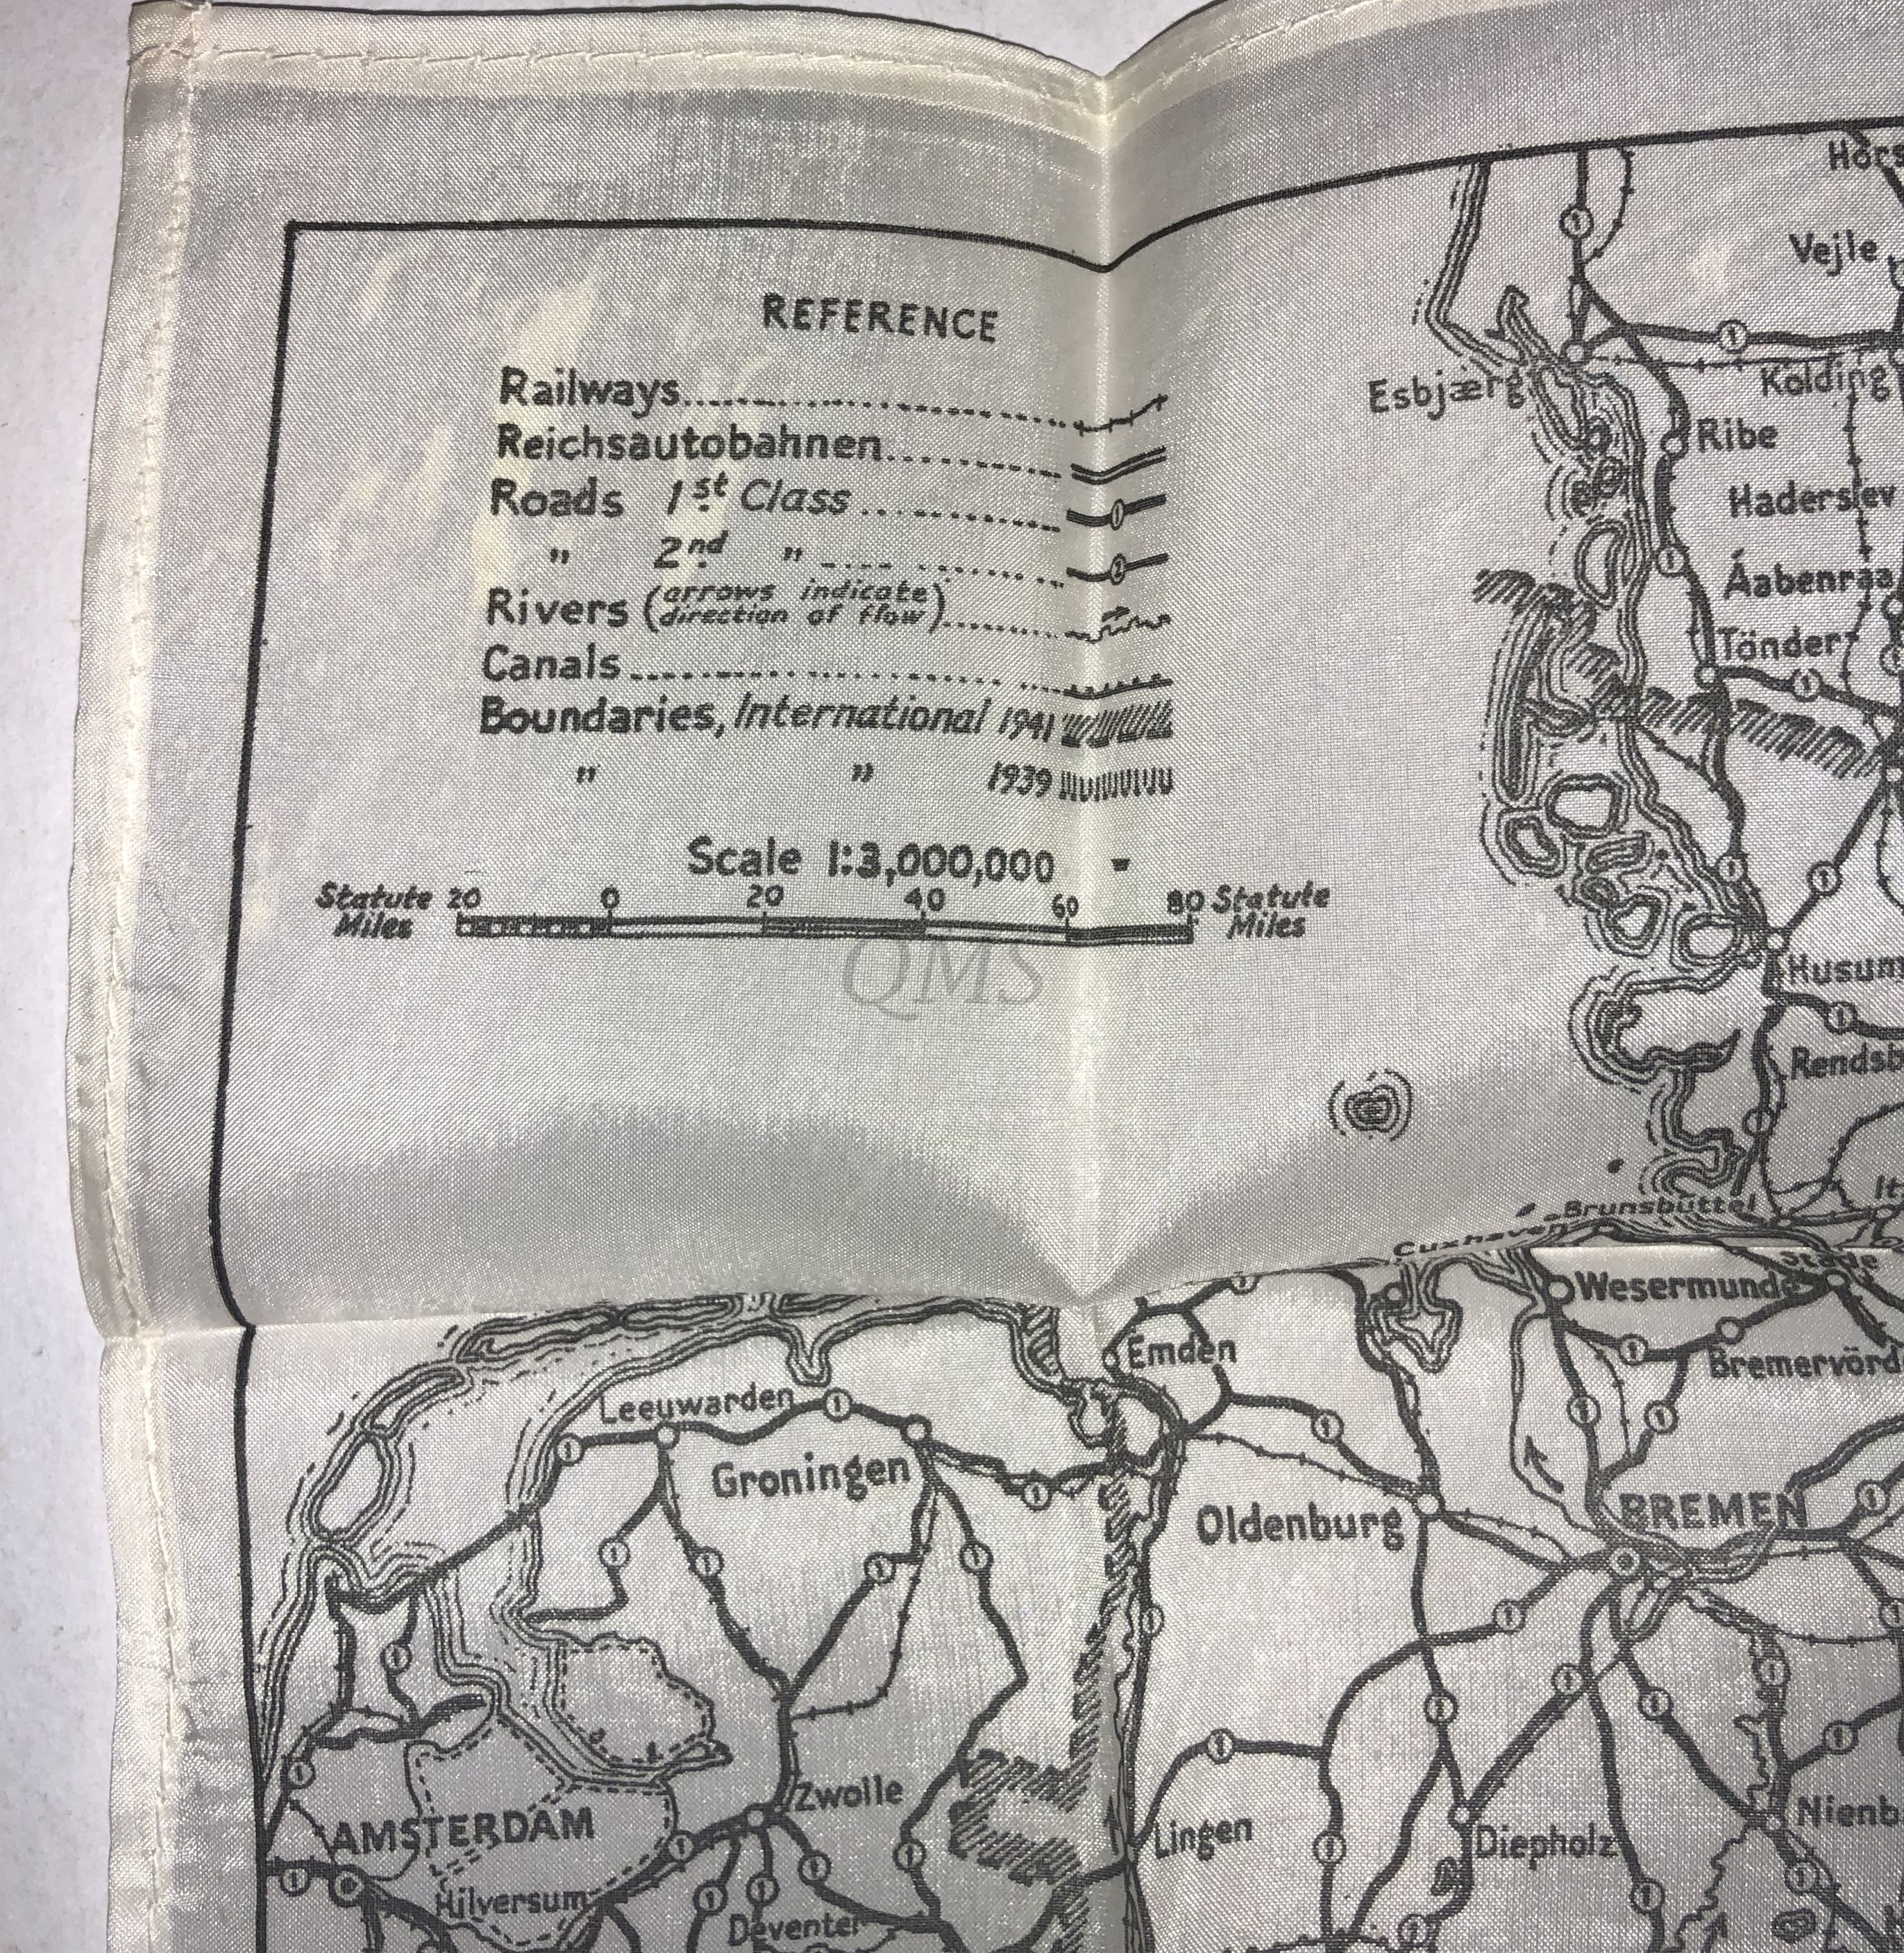 REFERENCE
Railways
Reichsautobahnen
Roads 1st Class
" 2nd "
Rivers (arrows indicate direction of flow)
Canals
Boundaries, International 1941
" " 1939
Scale 1:3,000,000
Statute Miles 20 0 20 40 60 80 Statute Miles
QMS
Vejle
Esbjærg
Kolding
Ribe
Haderslev
Åabenraa
Tönder
Husum
Brunsbüttel
Cuxhaven
Stade
Wesermunde
Emden
Leeuwarden
Groningen
Oldenburg
BREMEN
Zwolle
AMSTERDAM
Lingen
Diepholz
Hilversum
Deventer